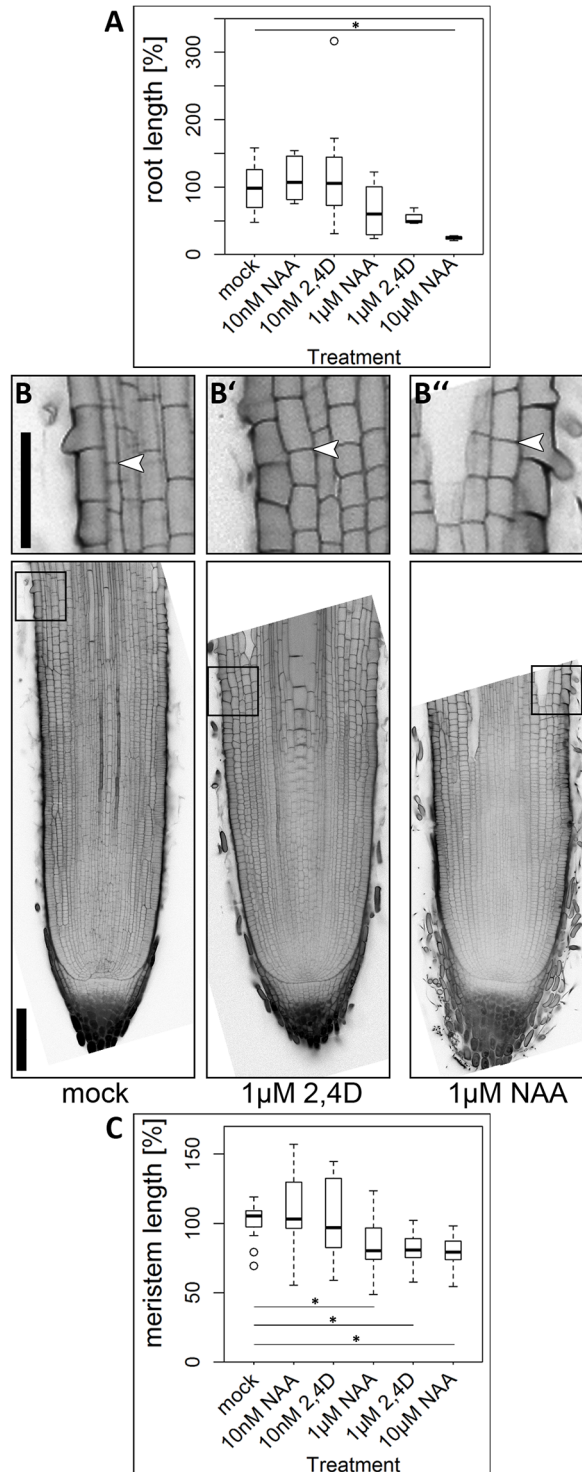 A
root length [%]
300
100
0
*
mock
10nM NAA
10nM 2,4D
1µM NAA
1µM 2,4D
10µM NAA
Treatment
B
B‘
B‘‘
mock
1µM 2,4D
1µM NAA
C
meristem length [%]
150
100
50
0
*
*
*
mock
10nM NAA
10nM 2,4D
1µM NAA
1µM 2,4D
10µM NAA
Treatment